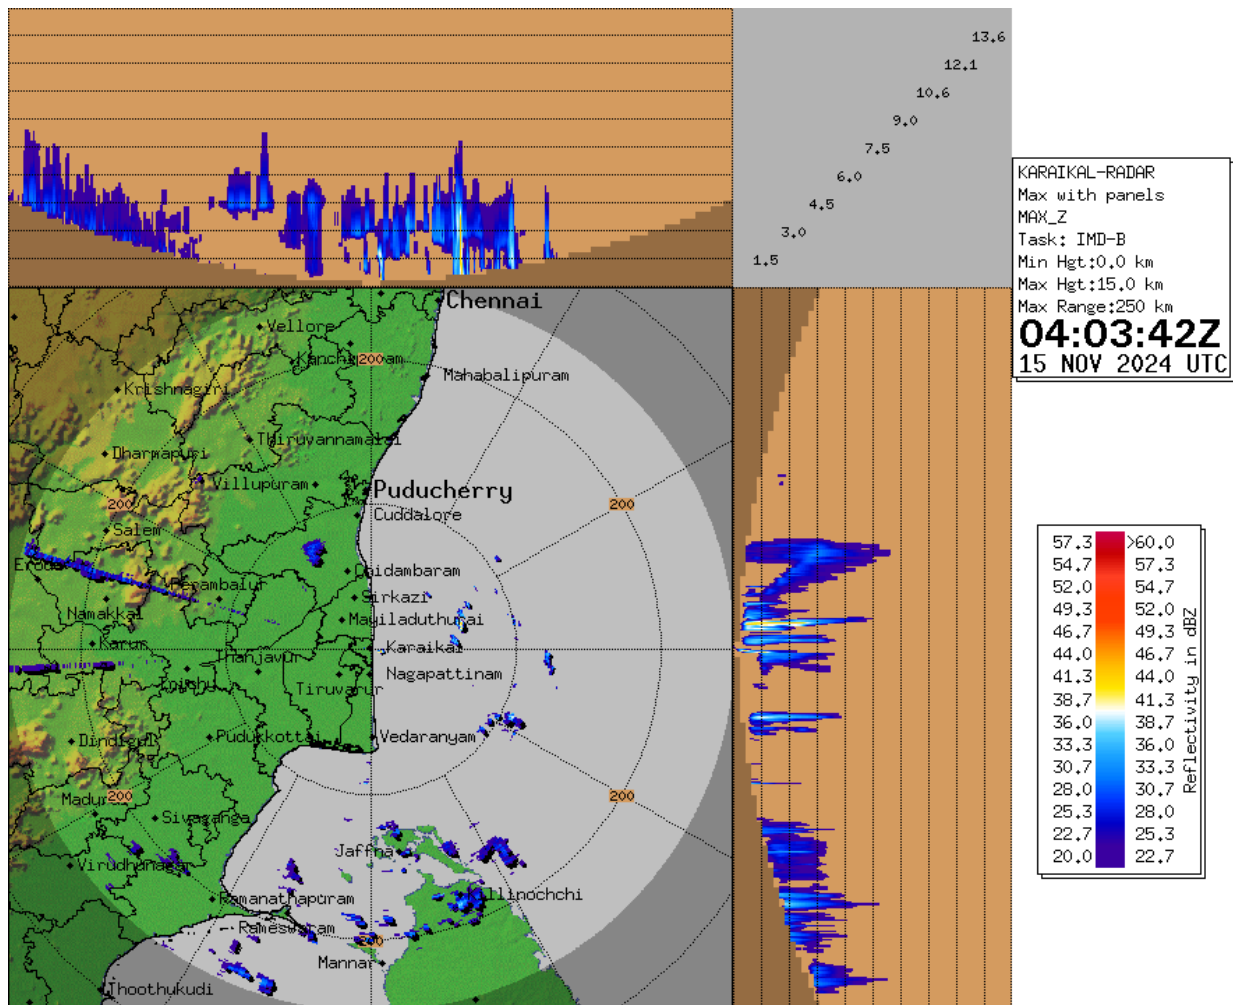 13.6
12.1
10.6
9.0
7.5
6.0
4.5
3.0
1.5
KARAIKAL-RADAR
Max with panels
MAX_Z
Task: IMD-B
Min Hgt:0.0 km
Max Hgt:15.0 km
Max Range:250 km
04:03:42Z
15 NOV 2024 UTC
Chennai
Vellore
200
Mahabalipuram
Krishnagiri
Thiruvannamalai
Dharmapuri
Villupuram
Puducherry
200
200
Cuddalore
Salem
Chidambaram
Perambalur
Sirkazi
Namakkal
Mayiladuthurai
Karur
Karaikal
Thanjavur
Nagapattinam
Tiruvarur
Pudukkottai
Vedaranyam
Dindigul
200
200
Sivaganga
Jaffna
Virudhunagar
Ramanathapuram
Killinochchi
Rameswaram
200
Mannar
Thoothukudi
57.3 >60.0
54.7 57.3
52.0 54.7
49.3 52.0
46.7 49.3
44.0 46.7
41.3 44.0
38.7 41.3
36.0 38.7
33.3 36.0
30.7 33.3
28.0 30.7
25.3 28.0
22.7 25.3
20.0 22.7
Reflectivity in dBZ